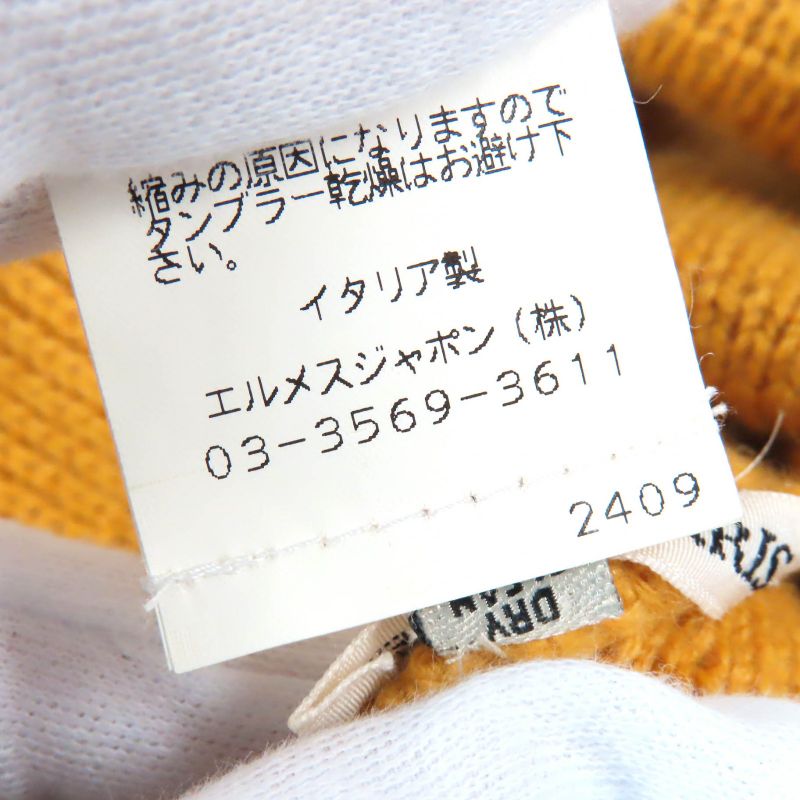 縮みの原因になりますので
タンブラー乾燥はお避け下
さい。
イタリア製
エルメスジャポン(株)
03-3569-3611
2409
DRY